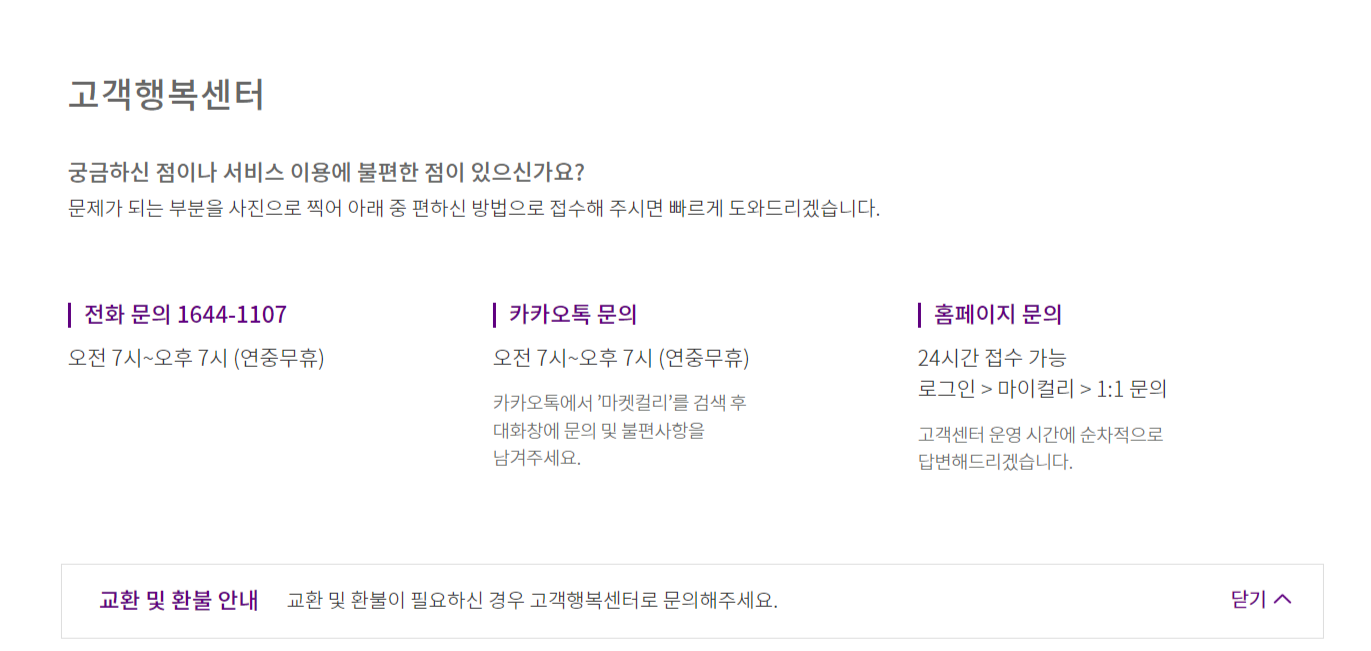 고객행복센터
궁금하신 점이나 서비스 이용에 불편한 점이 있으신가요?
문제가 되는 부분을 사진으로 찍어 아래 중 편하신 방법으로 접수해 주시면 빠르게 도와드리겠습니다.
전화 문의 1644-1107
오전 7시~오후 7시 (연중무휴)
카카오톡 문의
오전 7시~오후 7시 (연중무휴)
카카오톡에서 '마켓컬리'를 검색 후
대화창에 문의 및 불편사항을
남겨주세요.
홈페이지 문의
24시간 접수 가능
로그인 > 마이컬리 > 1:1 문의
고객센터 운영 시간에 순차적으로
답변해드리겠습니다.
교환 및 환불 안내 교환 및 환불이 필요하신 경우 고객행복센터로 문의해주세요. 닫기